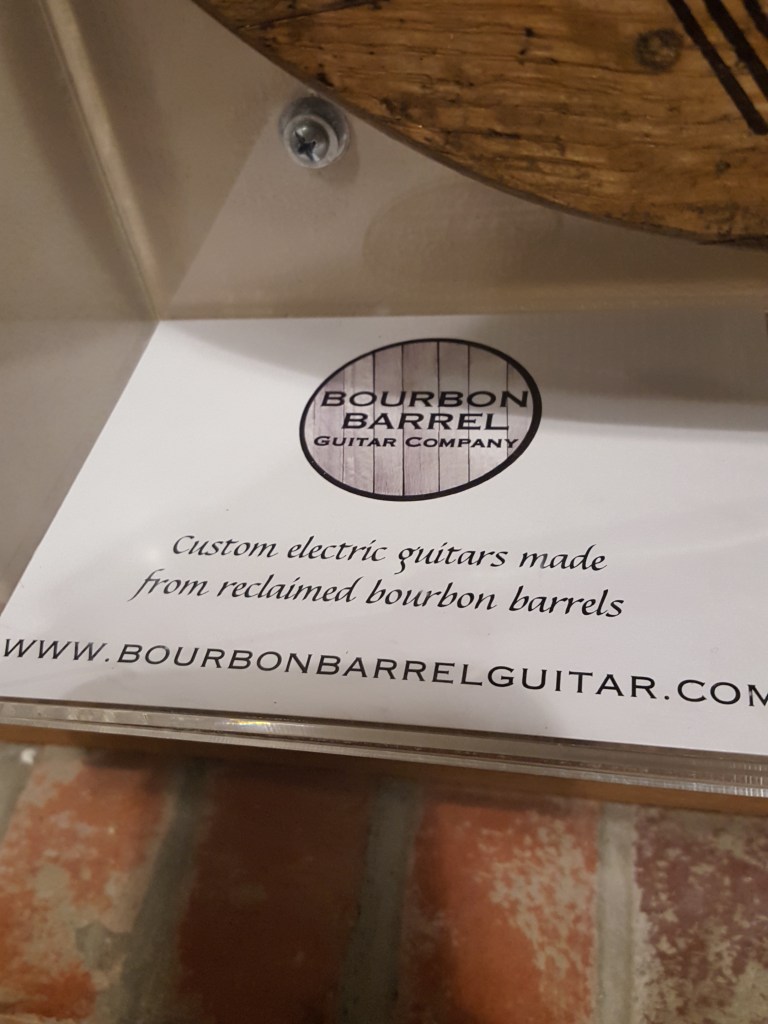 BOURBON
BARREL
GUITAR COMPANY
Custom electric guitars made
from reclaimed bourbon barrels
WWW.BOURBONBARRELGUITAR.COM